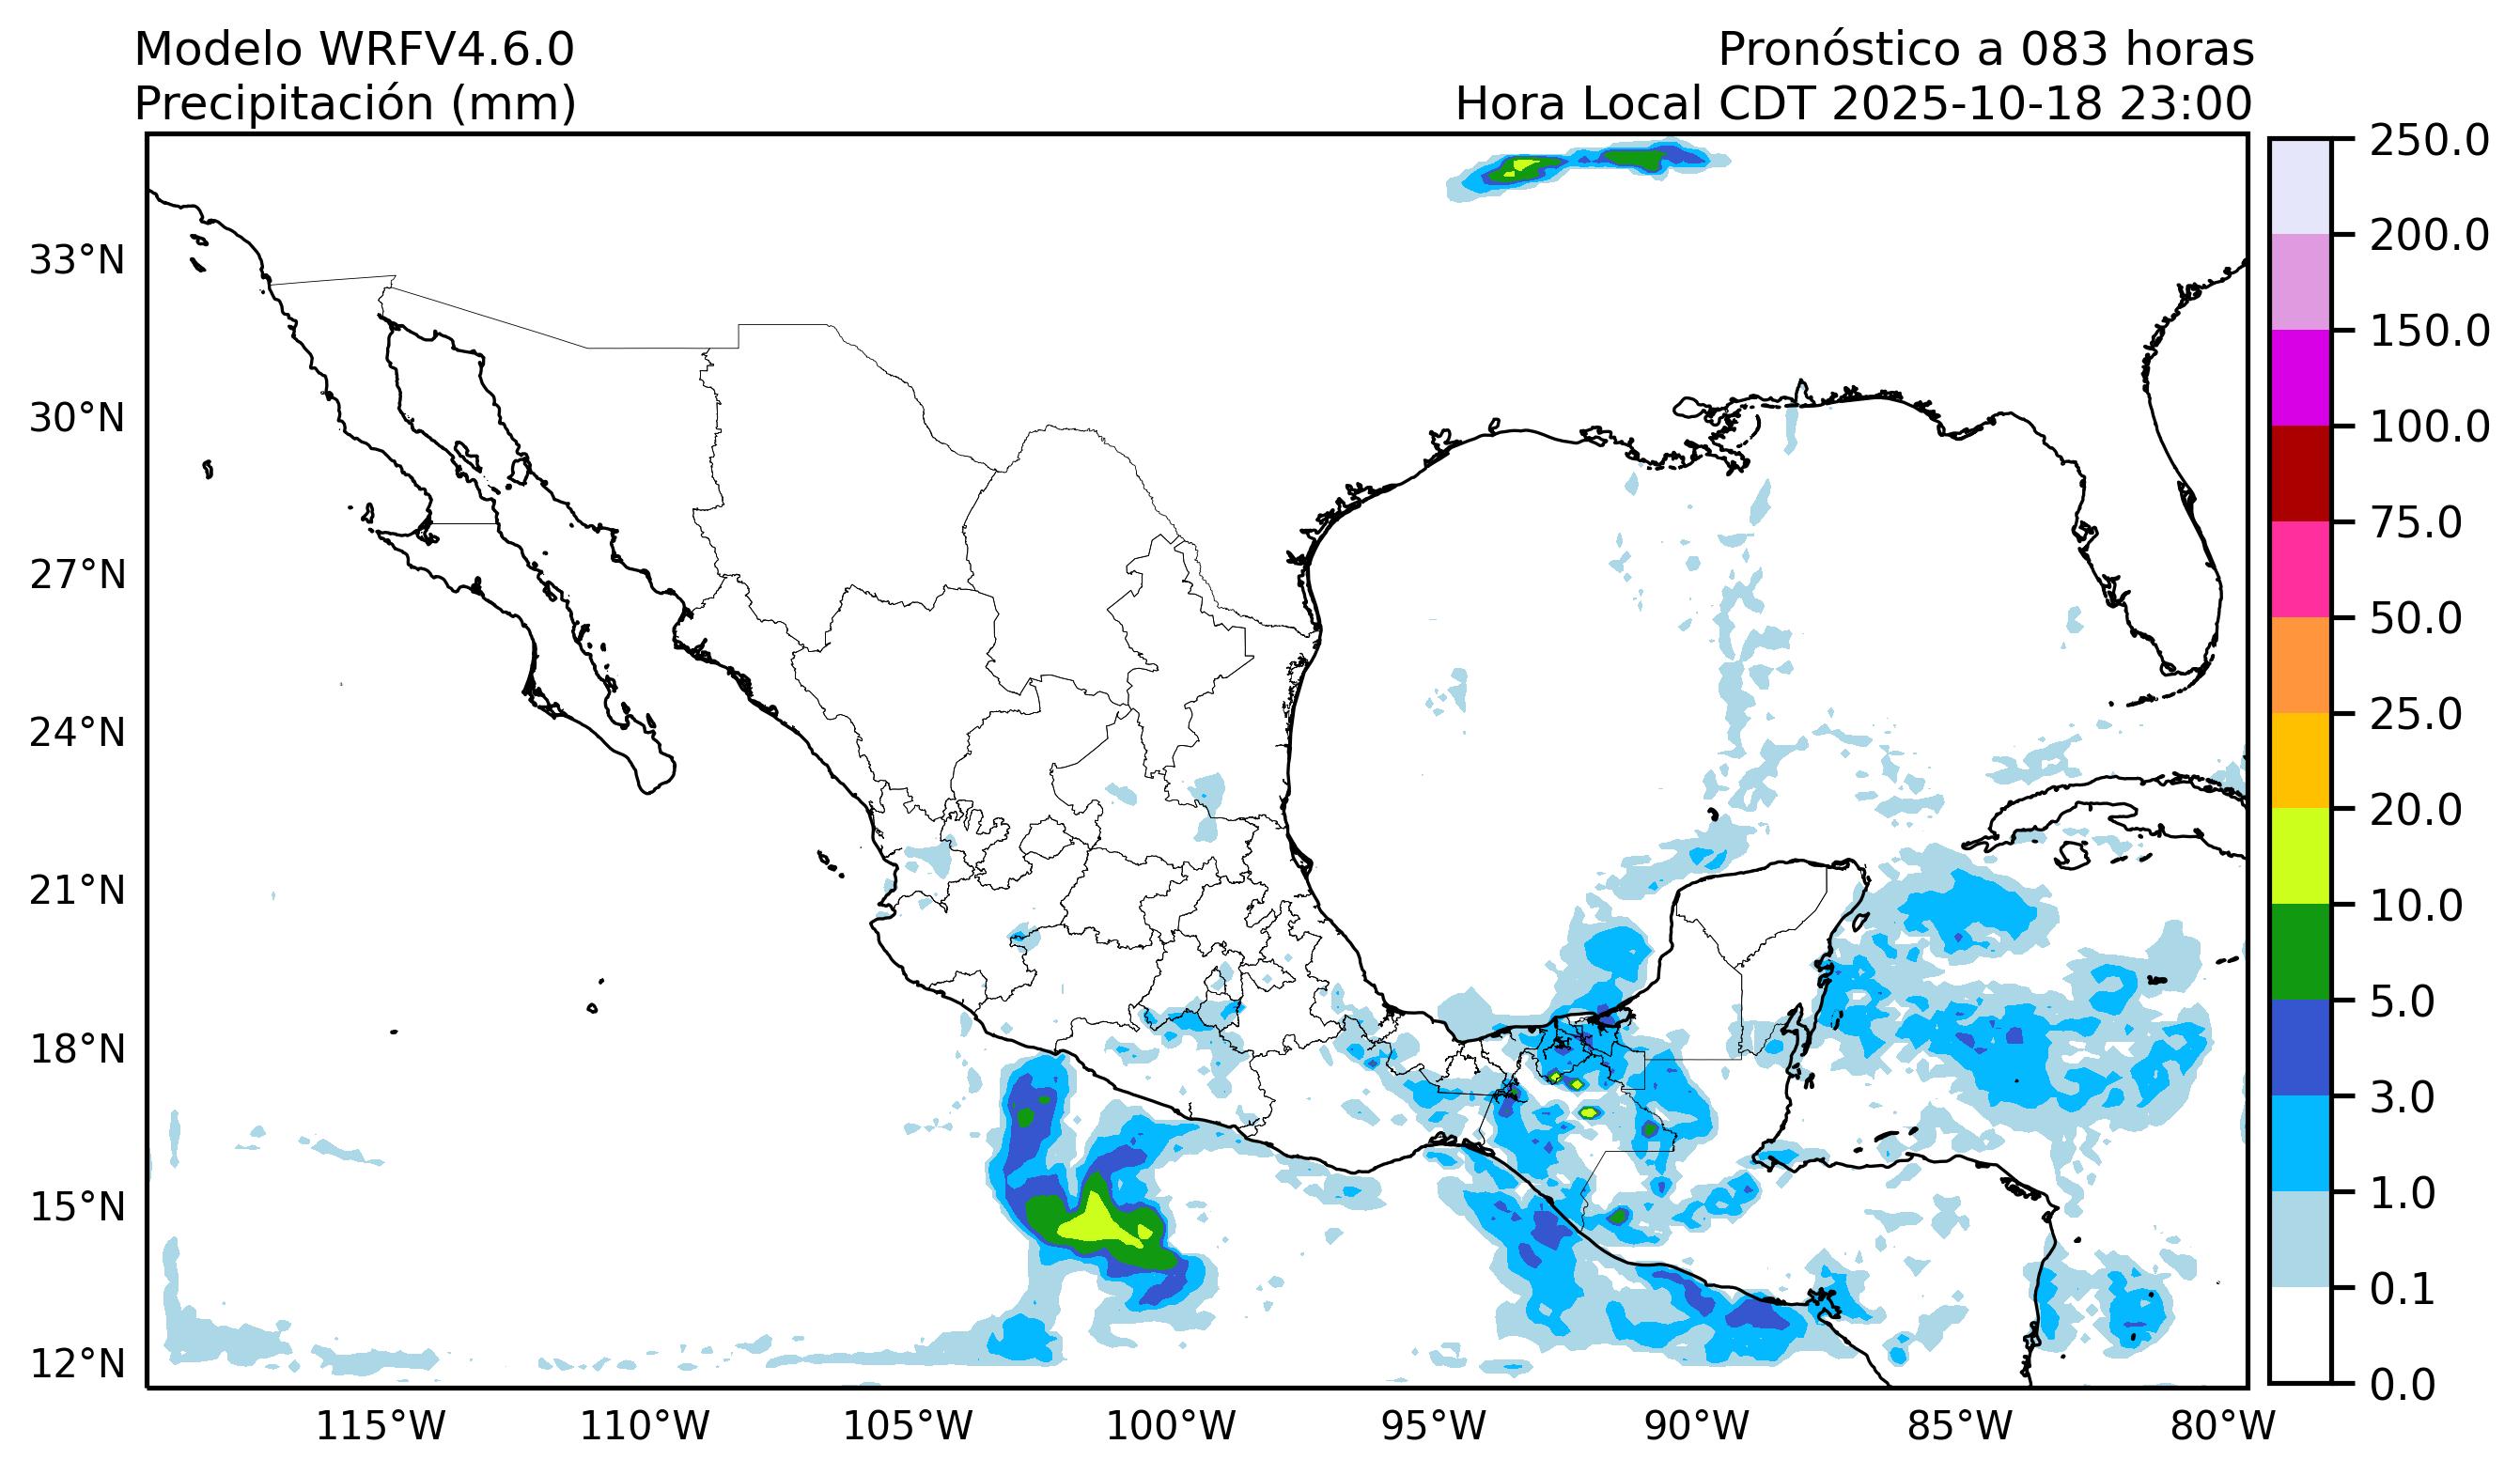 Modelo WRFV4.6.0
Precipitación (mm)
Pronóstico a 083 horas
Hora Local CDT 2025-10-18 23:00
33°N
30°N
27°N
24°N
21°N
18°N
15°N
12°N
115°W
110°W
105°W
100°W
95°W
90°W
85°W
80°W
250.0
200.0
150.0
100.0
75.0
50.0
25.0
20.0
10.0
5.0
3.0
1.0
0.1
0.0